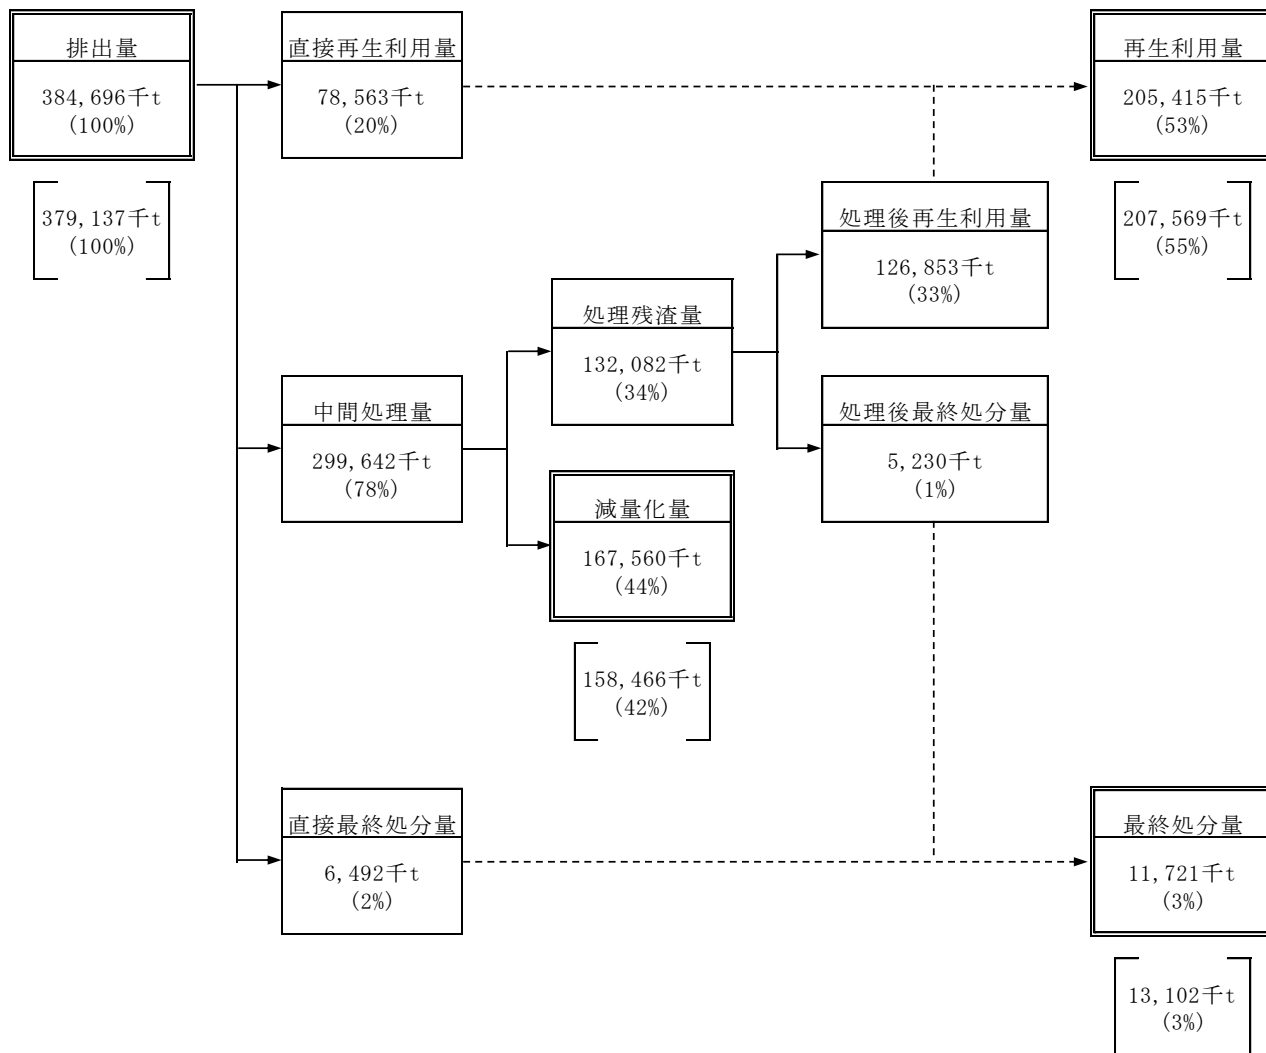 排出量
384,696千t
(100%)
379,137千t
(100%)
直接再生利用量
78,563千t
(20%)
再生利用量
205,415千t
(53%)
207,569千t
(55%)
処理後再生利用量
126,853千t
(33%)
処理残渣量
132,082千t
(34%)
中間処理量
299,642千t
(78%)
処理後最終処分量
5,230千t
(1%)
減量化量
167,560千t
(44%)
158,466千t
(42%)
直接最終処分量
6,492千t
(2%)
最終処分量
11,721千t
(3%)
13,102千t
(3%)